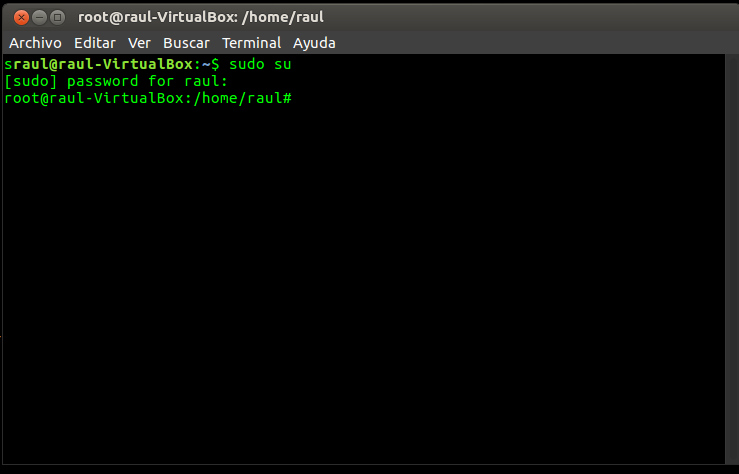 root@raul-VirtualBox: /home/raul
Archivo Editar Ver Buscar Terminal Ayuda
sraul@raul-VirtualBox:~$ sudo su
[sudo] password for raul:
root@raul-VirtualBox:/home/raul#